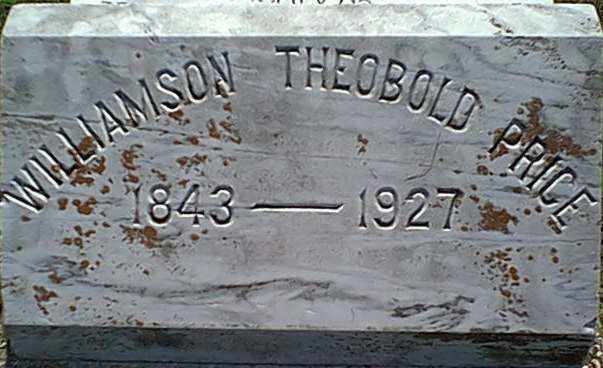 WILLIAMSON THEOBOLD PRICE
1843 — 1927